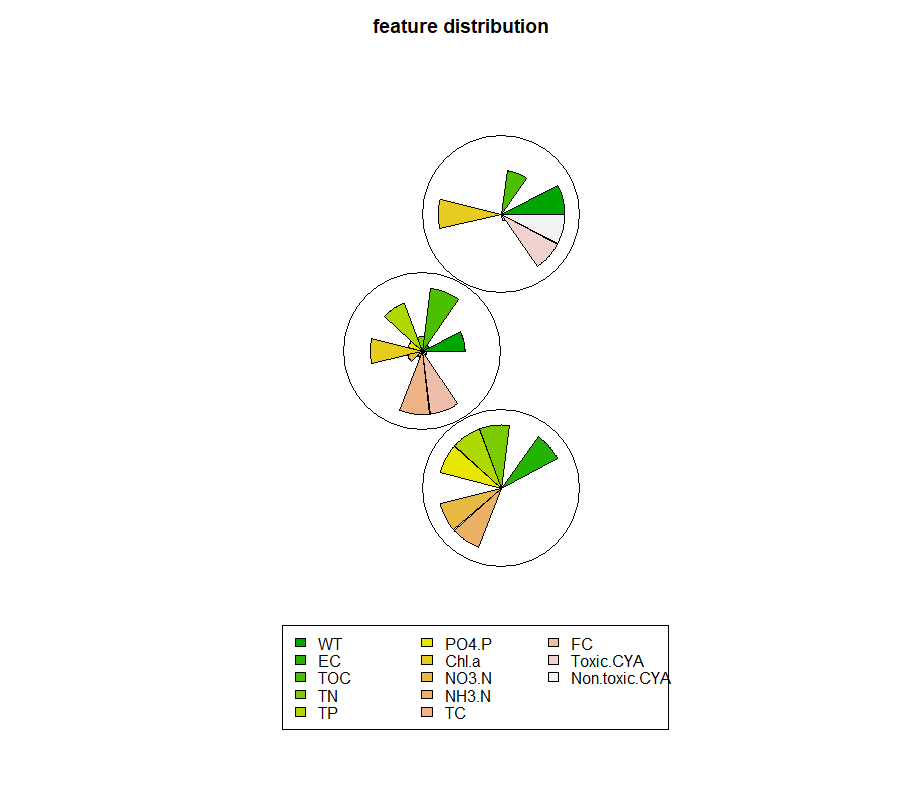 feature distribution
WT
EC
TOC
TN
TP
PO4.P
Chl.a
NO3.N
NH3.N
TC
FC
Toxic.CYA
Non.toxic.CYA